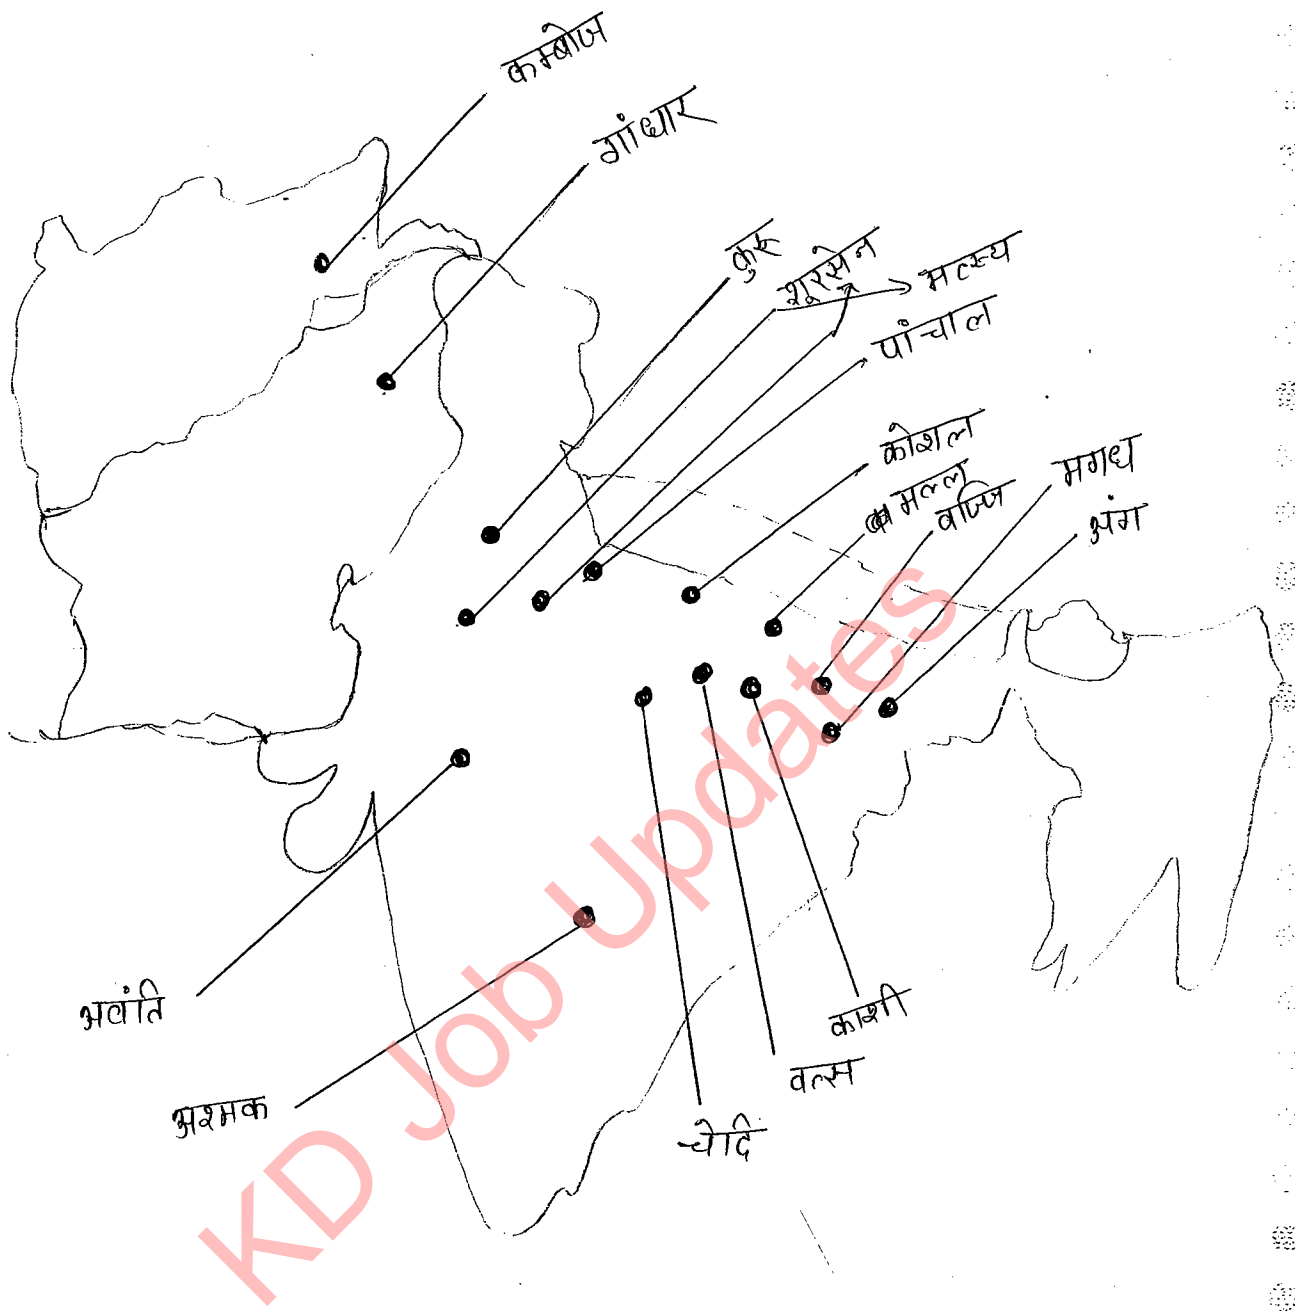 कम्बोज
गांधार
कुरू
शूरसेन
मत्स्य
पांचाल
कोशल
मल्ल
वज्जि
मगध
अंग
अवंति
अश्मक
काशी
वत्स
चेदि
KD Job Updates